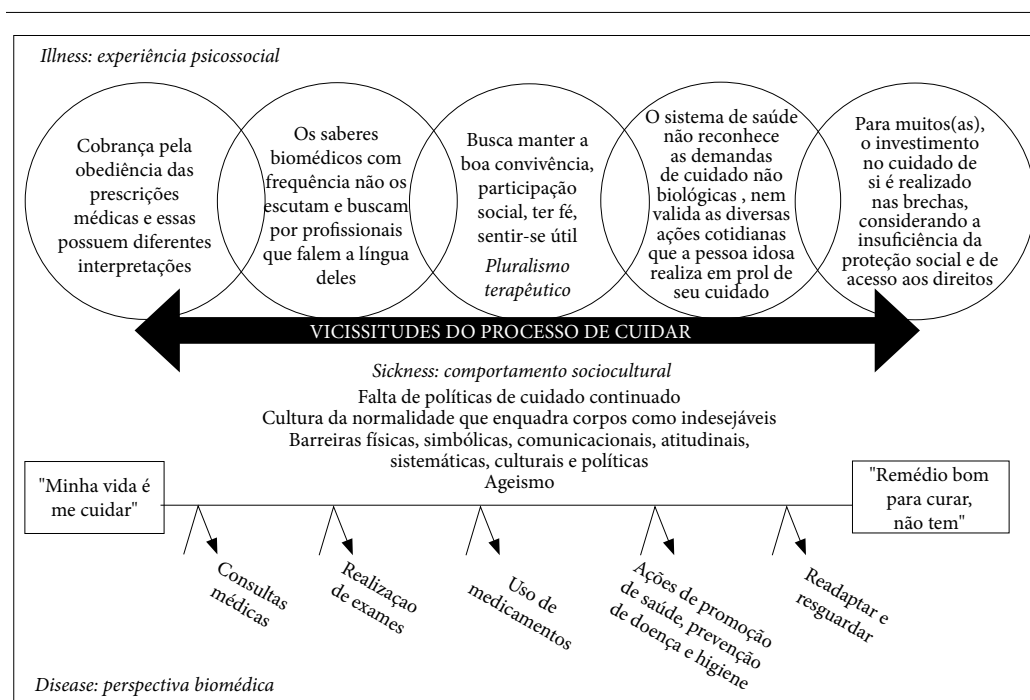 Illness: experiência psicossocial
Cobrança pela
obediência das
prescrições
médicas e essas
possuem diferentes
interpretações
Os saberes
biomédicos com
frequência não os
escutam e buscam
por profissionais
que falem a língua
deles
Busca manter a
boa convivência,
participação
social, ter fé,
sentir-se útil
Pluralismo
terapêutico
O sistema de saúde
não reconhece
as demandas
de cuidado não
biológicas , nem
valida as diversas
ações cotidianas
que a pessoa idosa
realiza em prol de
seu cuidado
Para muitos(as),
o investimento
no cuidado de
si é realizado
nas brechas,
considerando a
insuficiência da
proteção social e de
acesso aos direitos
VICISSITUDES DO PROCESSO DE CUIDAR
Sickness: comportamento sociocultural
Falta de políticas de cuidado continuado
Cultura da normalidade que enquadra corpos como indesejáveis
Barreiras físicas, simbólicas, comunicacionais, atitudinais,
sistemáticas, culturais e políticas
Ageismo
"Minha vida é
me cuidar"
"Remédio bom
para curar,
não tem"
Consultas
médicas
Realizaçao
de exames
Uso de
medicamentos
Ações de promoção
de saúde, prevenção
de doença e higiene
Readaptar e
resguardar
Disease: perspectiva biomédica